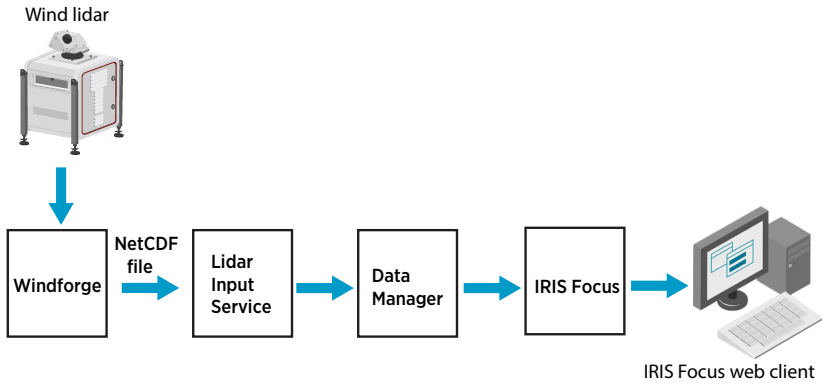 Wind lidar
Windforge
NetCDF
file
Lidar
Input
Service
Data
Manager
IRIS Focus
IRIS Focus web client